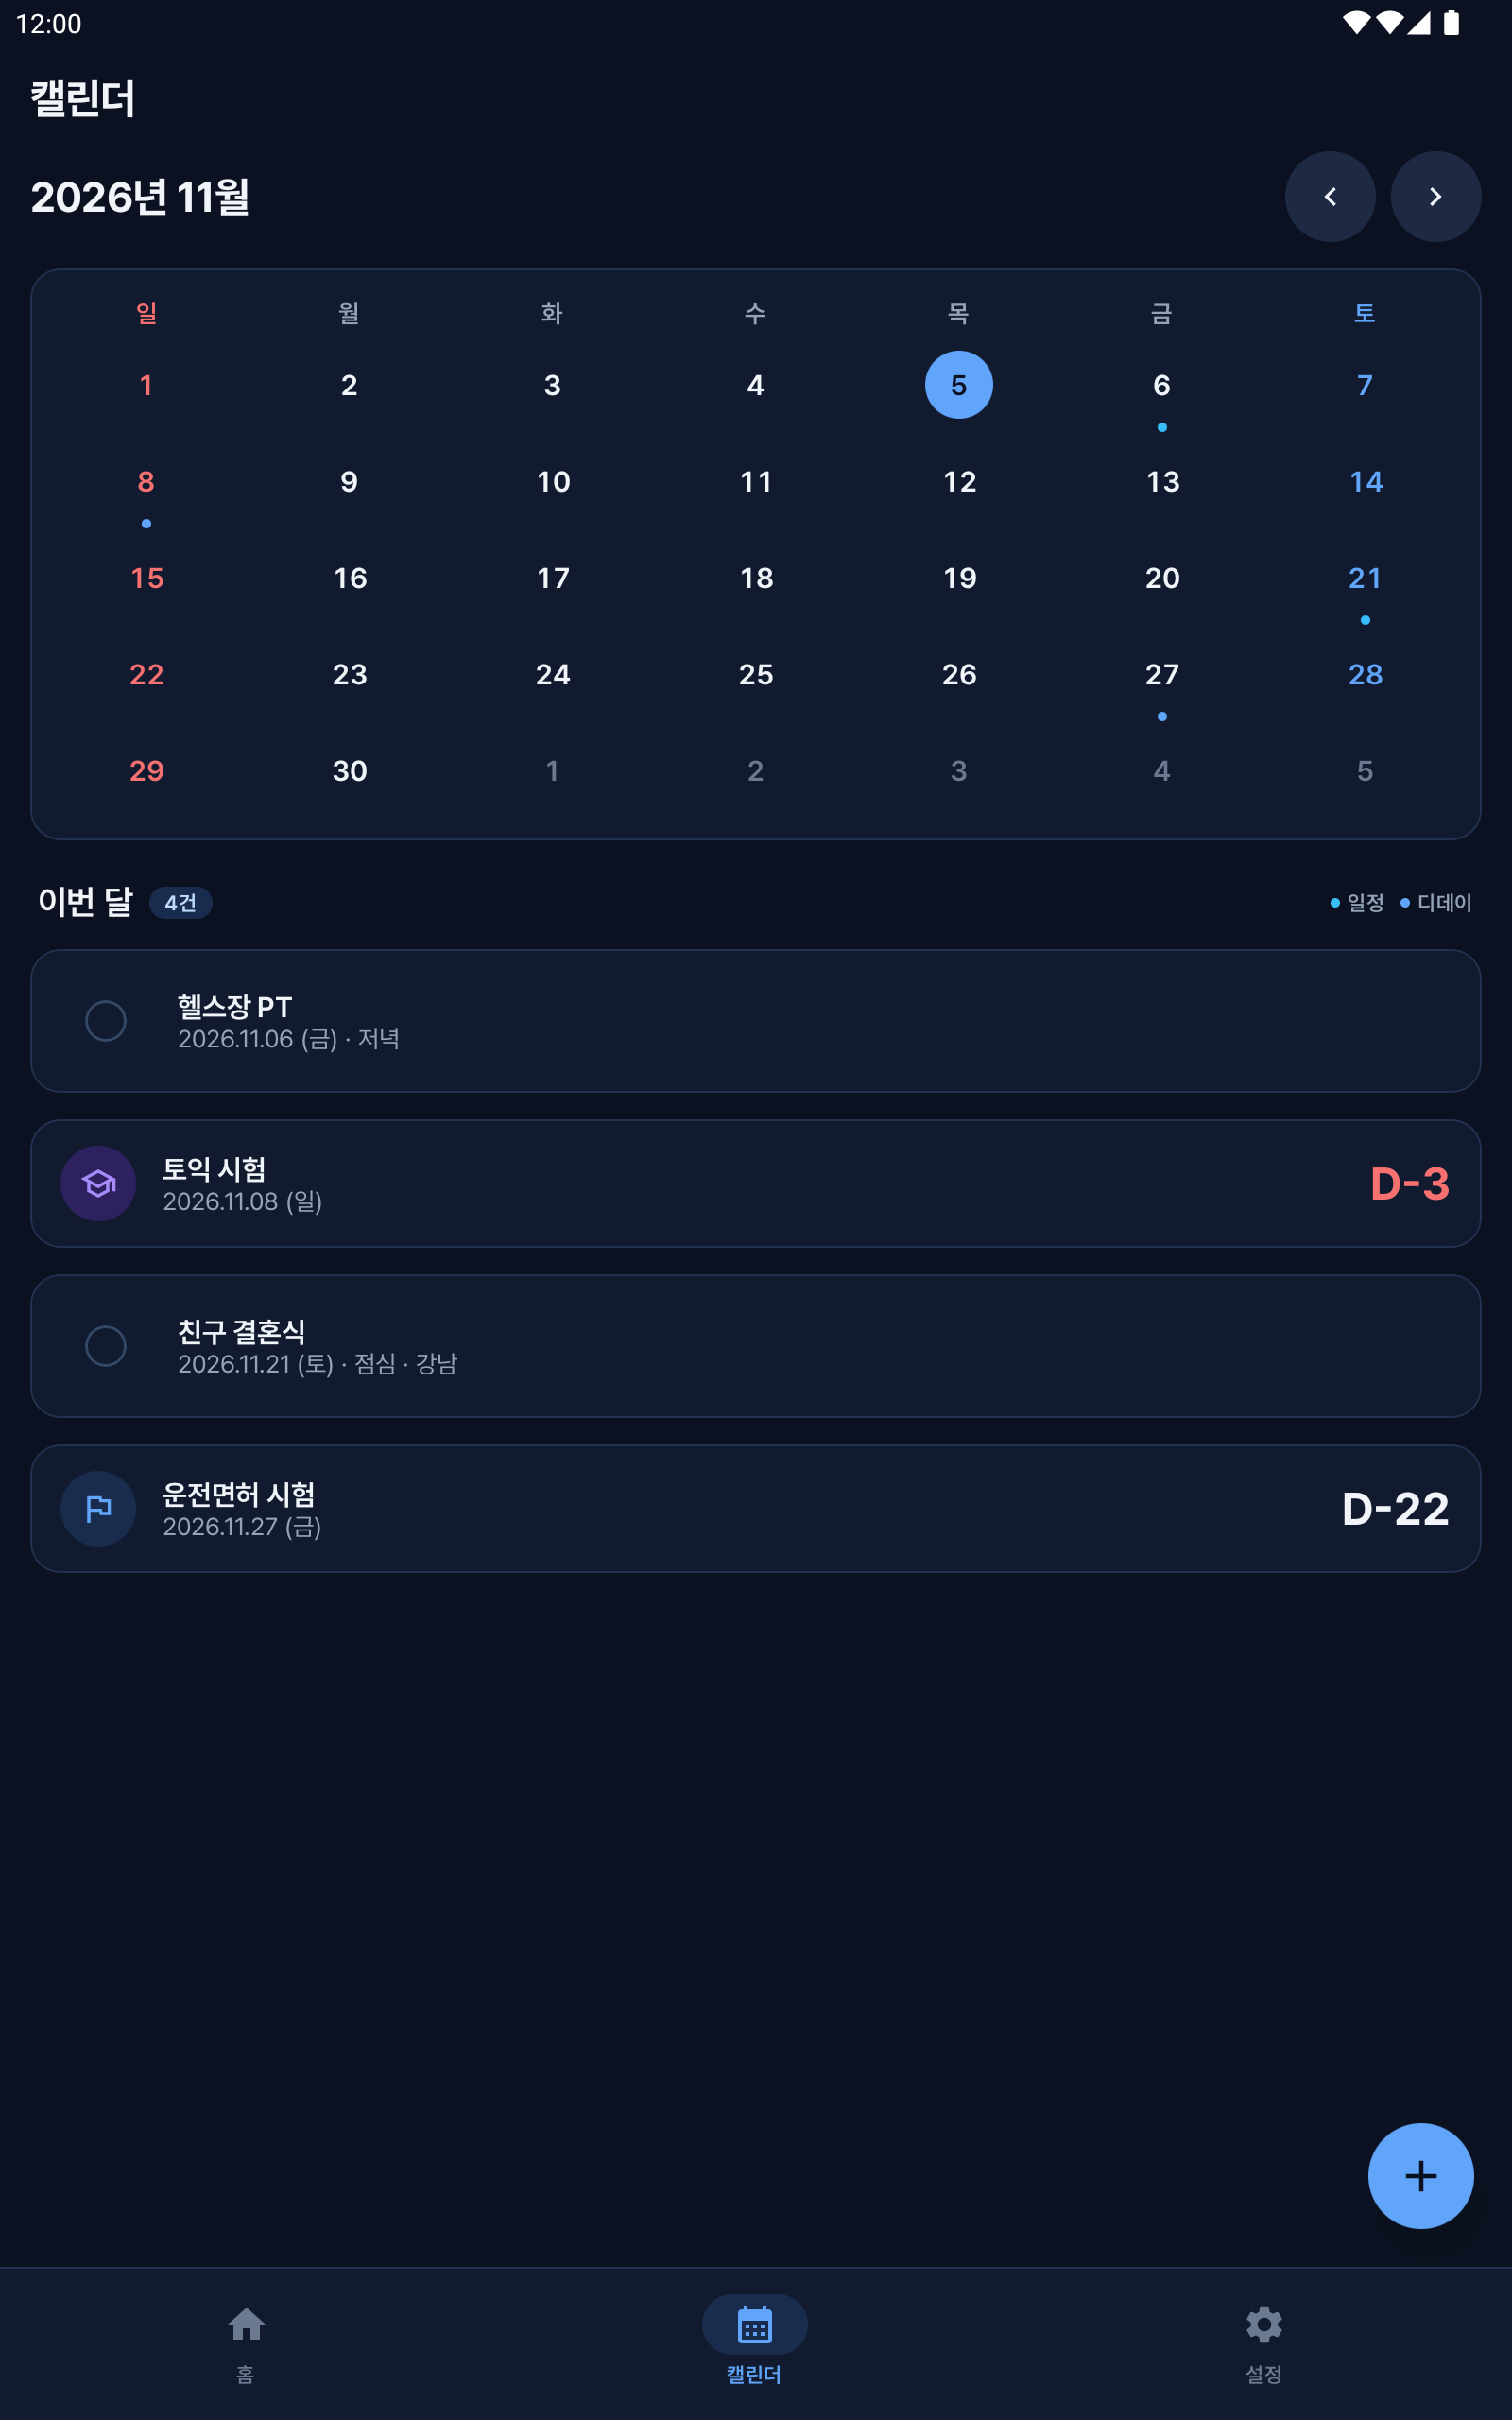 12:00
캘린더
2026년 11월
일 월 화 수 목 금 토
1 2 3 4 5 6 7
8 9 10 11 12 13 14
15 16 17 18 19 20 21
22 23 24 25 26 27 28
29 30 1 2 3 4 5
이번 달 4건 일정 디데이
헬스장 PT
2026.11.06 (금) · 저녁
토익 시험
2026.11.08 (일)
D-3
친구 결혼식
2026.11.21 (토) · 점심 · 강남
운전면허 시험
2026.11.27 (금)
D-22
홈 캘린더 설정